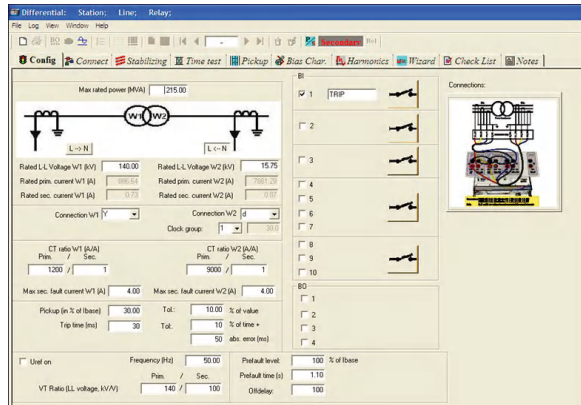 Differential: Station; Line; Relay;
File Log View Window Help
Secondary Rel
Config Connect Stabilizing Time test Pickup Bias Char. Harmonics Wizard Check List Notes
Max rated power (MVA) 215.00
W1 W2
L --> N L <-- N
Rated L-L Voltage W1 (kV) 140.00 Rated L-L Voltage W2 (kV) 15.75
Rated prim. current W1 (A) Rated prim. current W2 (A)
Rated sec. current W1 (A) 0.73 Rated sec. current W2 (A)
Connection W1 Y Connection W2 d
Clock group: 1 30.0
CT ratio W1 (A/A) CT ratio W2 (A/A)
Prim. / Sec. Prim. / Sec.
1200 / 1 9000 / 1
Max sec. fault current W1 (A) 4.00 Max sec. fault current W2 (A) 4.00
Pickup (in % of Ibase) 30.00 Tol.: 10.00 % of value
Trip time (ms) 30 Tol. 10 % of time +
50 abs. error (ms)
Uref on Frequency (Hz) 50.00
Prim. / Sec.
VT Ratio (LL voltage, kV/V) 140 / 100
Prefault level: 100 % of Ibase
Prefault time (s) 1.10
Offdelay: 100
BI
1 TRIP
2
3
4
5
6
7
8
9
10
BO
1
2
3
4
Connections: